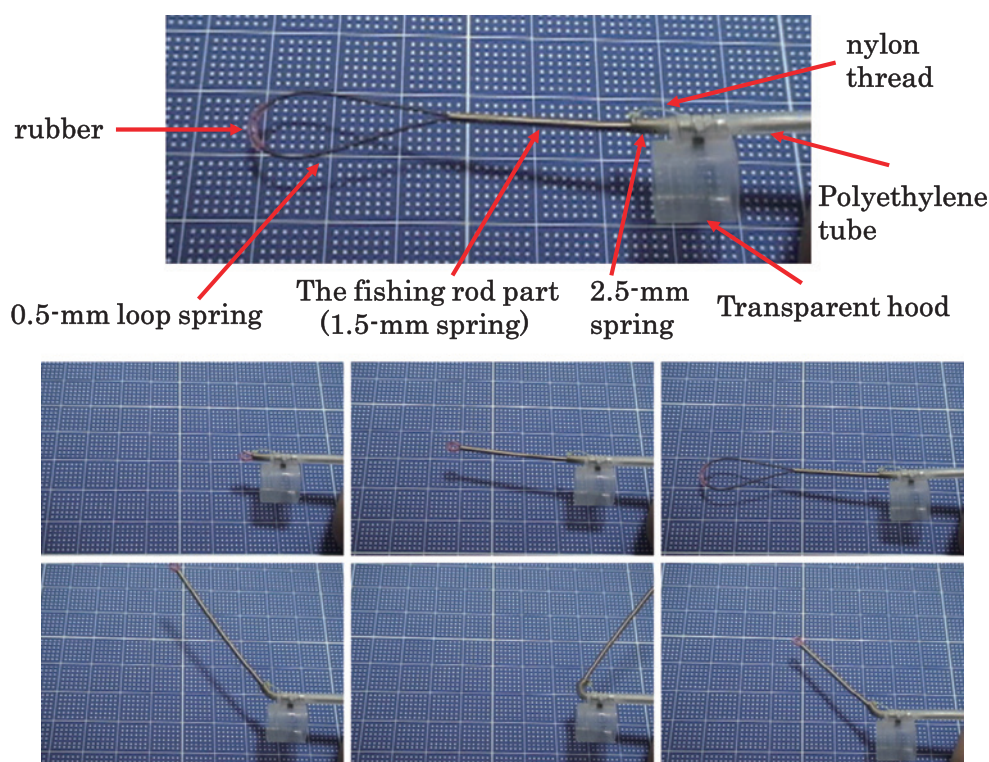 nylon
thread
rubber
Polyethylene
tube
0.5-mm loop spring
The fishing rod part
(1.5-mm spring)
2.5-mm
spring
Transparent hood